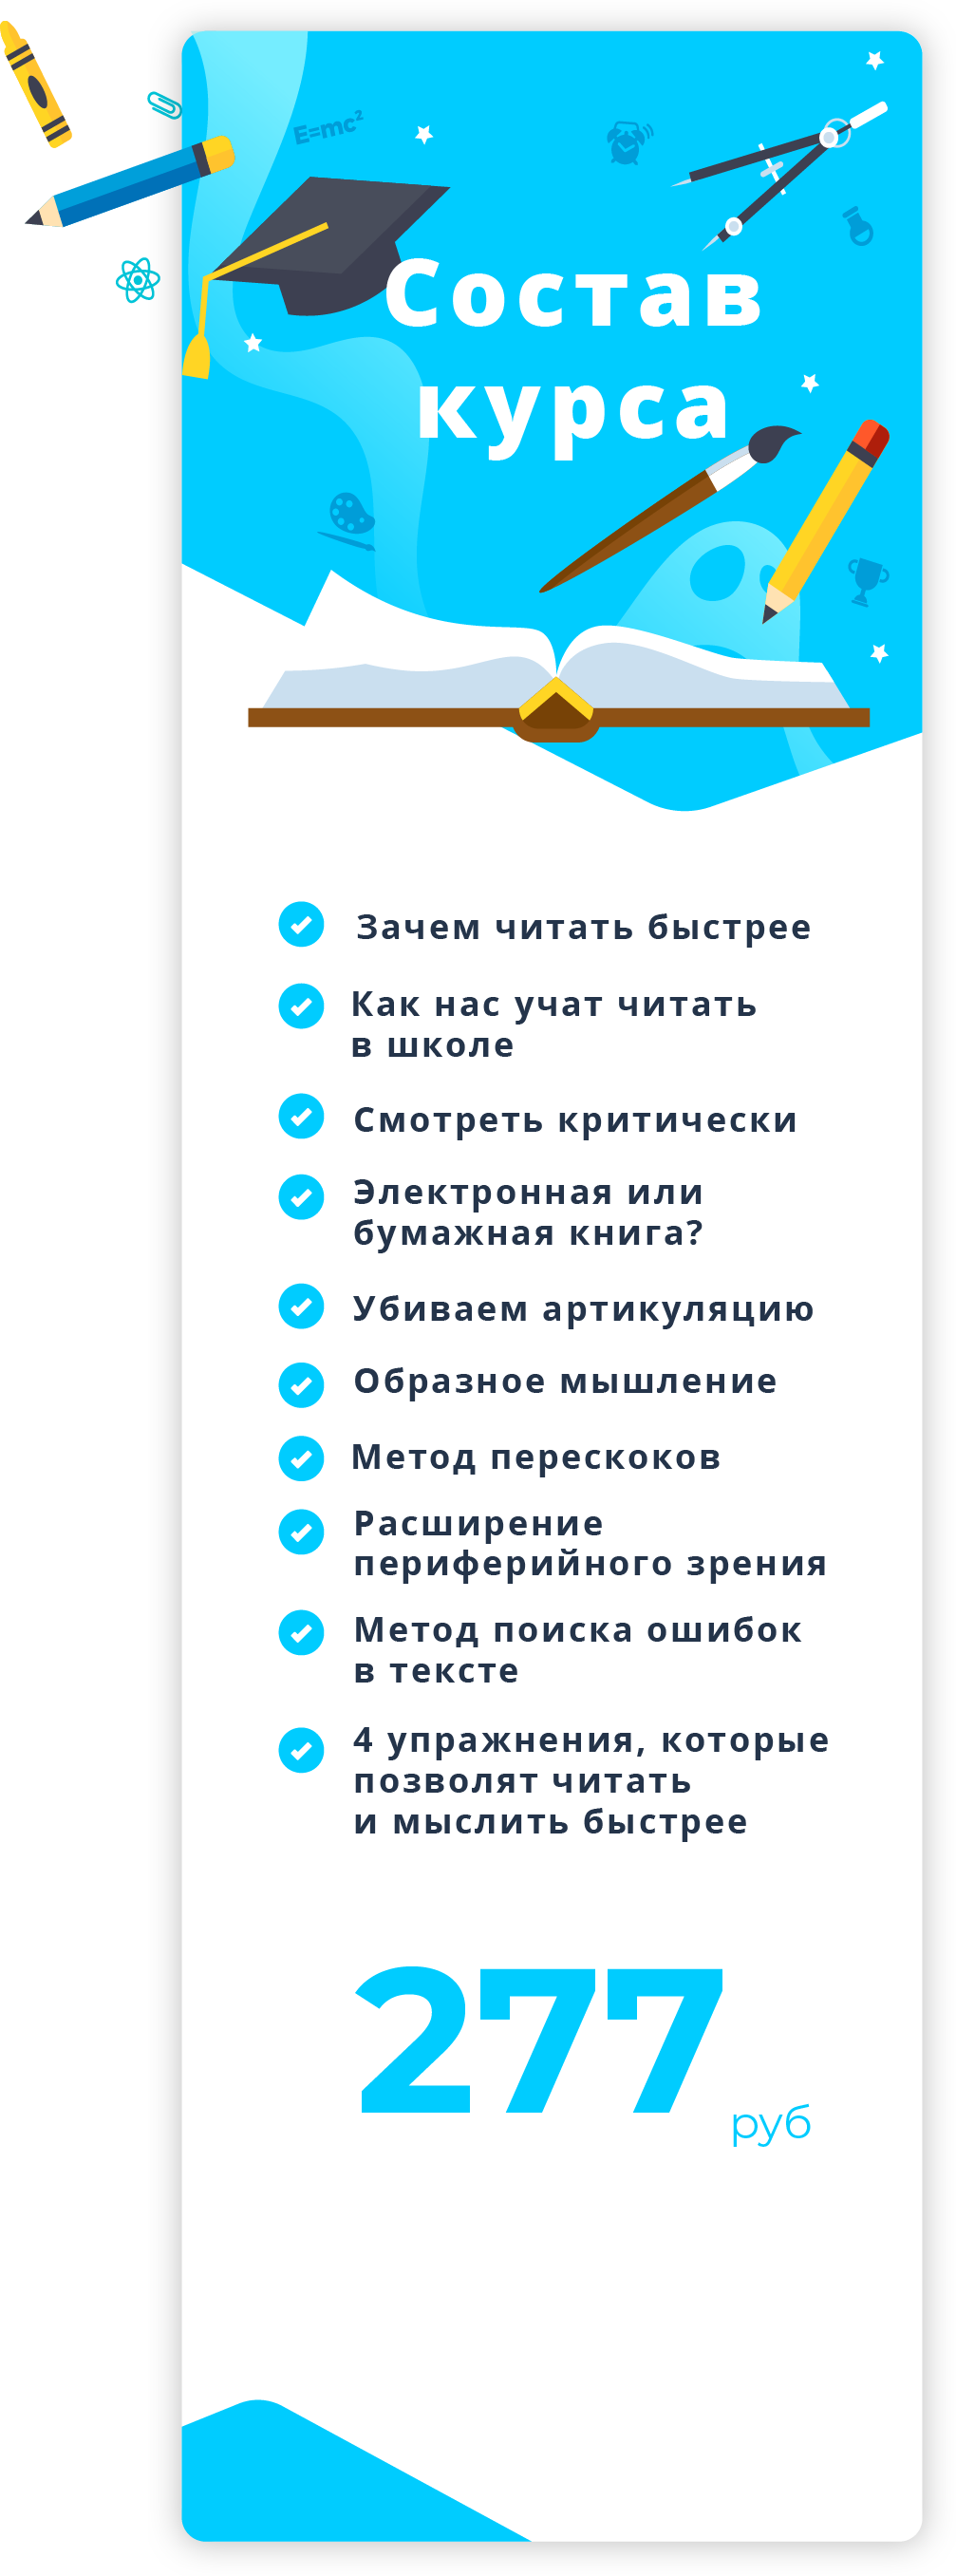 E=mc²
Состав
курса
Зачем читать быстрее
Как нас учат читать
в школе
Смотреть критически
Электронная или
бумажная книга?
Убиваем артикуляцию
Образное мышление
Метод перескоков
Расширение
периферийного зрения
Метод поиска ошибок
в тексте
4 упражнения, которые
позволят читать
и мыслить быстрее
277
руб